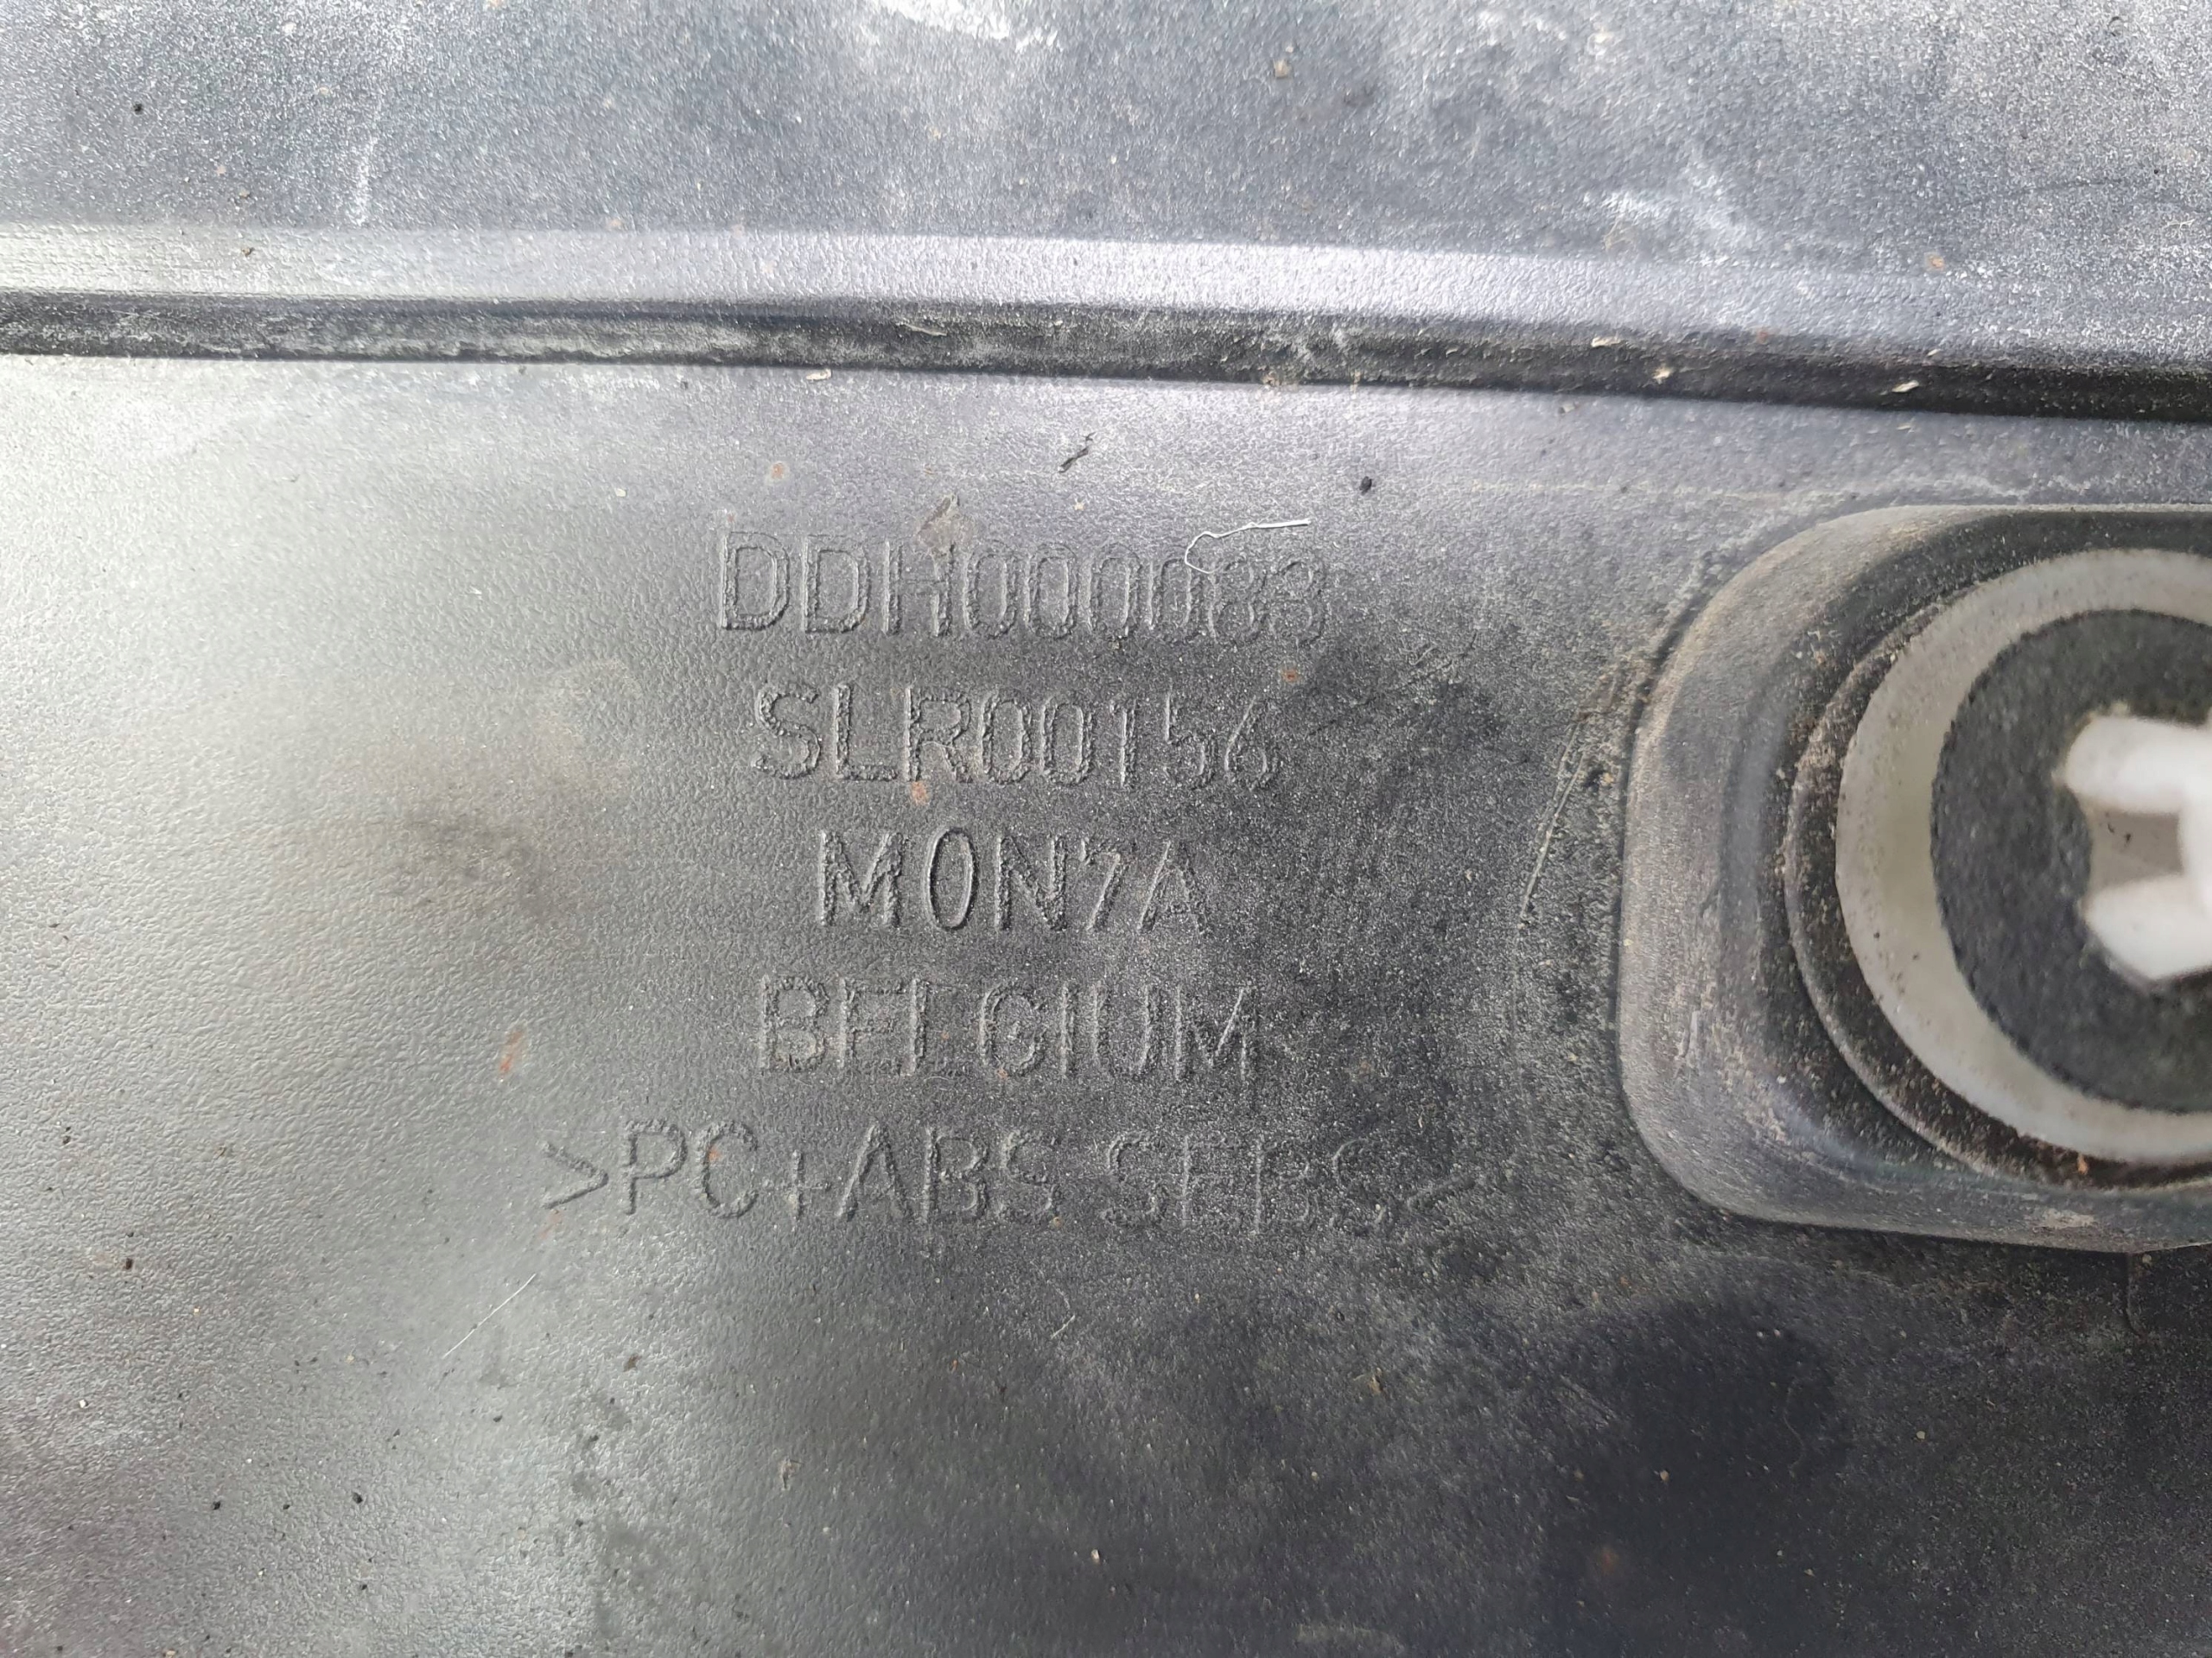 DDH000083
SLR00156
M0N7A
BELGIUM
>PC+ABS SEBS<